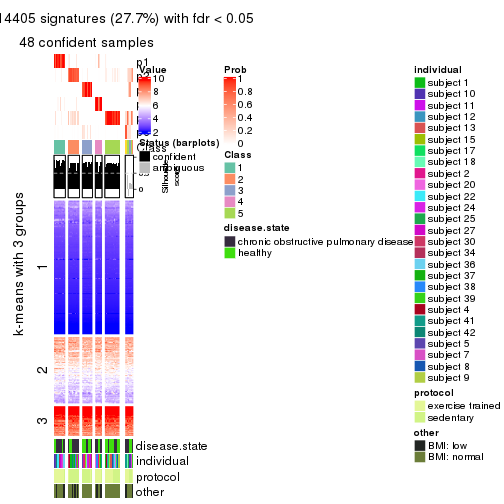 14405 signatures (27.7%) with fdr < 0.05
48 confident samples
p1
Value
10
8
6
4
2
Prob
1
0.8
0.6
0.4
0.2
0
Class
Status (barplots)
confident
ambiguous
0
Silhouette
score
Class
1
2
3
4
5
disease.state
chronic obstructive pulmonary disease
healthy
individual
subject 1
subject 10
subject 11
subject 12
subject 13
subject 15
subject 17
subject 18
subject 2
subject 20
subject 22
subject 24
subject 25
subject 27
subject 30
subject 34
subject 36
subject 37
subject 38
subject 39
subject 4
subject 41
subject 42
subject 5
subject 7
subject 8
subject 9
protocol
exercise trained
sedentary
other
BMI: low
BMI: normal
k-means with 3 groups
1
2
3
disease.state
individual
protocol
other